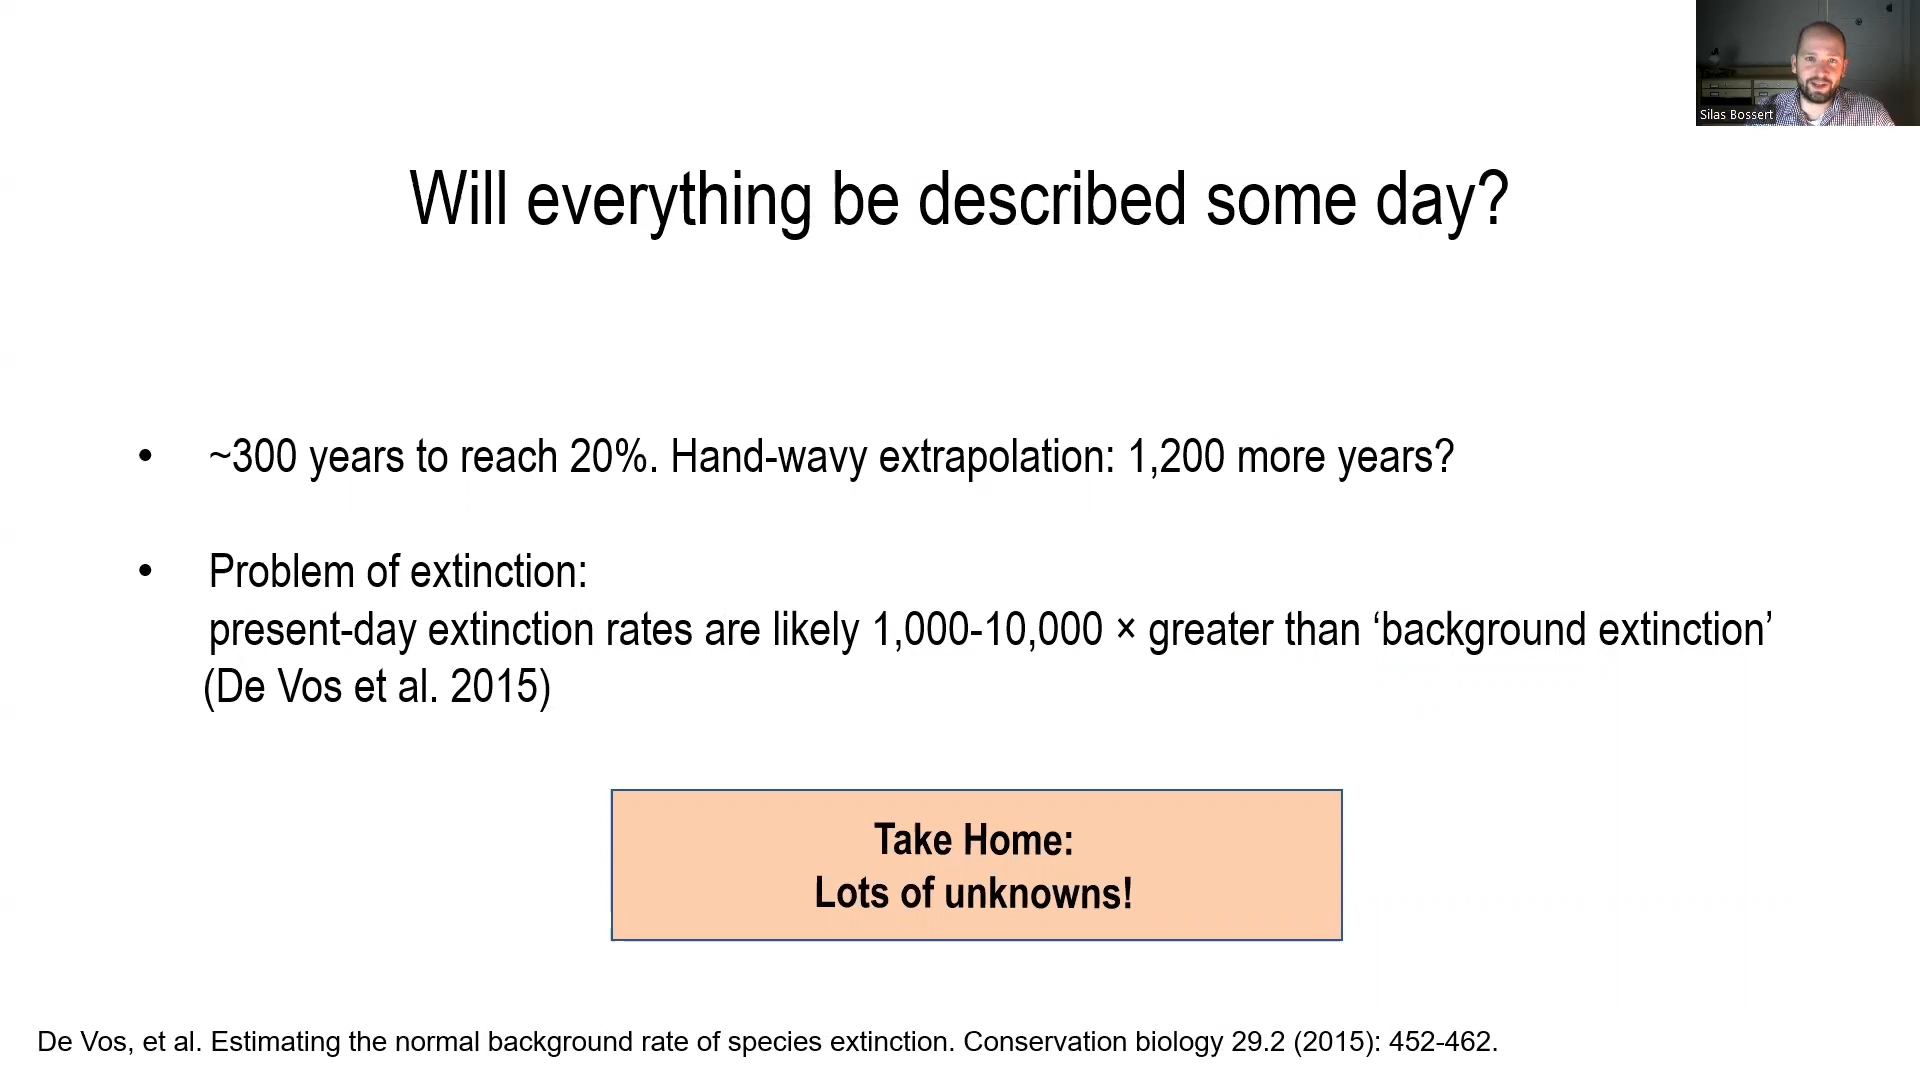 Silas Bossert
Will everything be described some day?
• ~300 years to reach 20%. Hand-wavy extrapolation: 1,200 more years?
• Problem of extinction:
present-day extinction rates are likely 1,000-10,000 × greater than ‘background extinction’
(De Vos et al. 2015)
Take Home:
Lots of unknowns!
De Vos, et al. Estimating the normal background rate of species extinction. Conservation biology 29.2 (2015): 452-462.